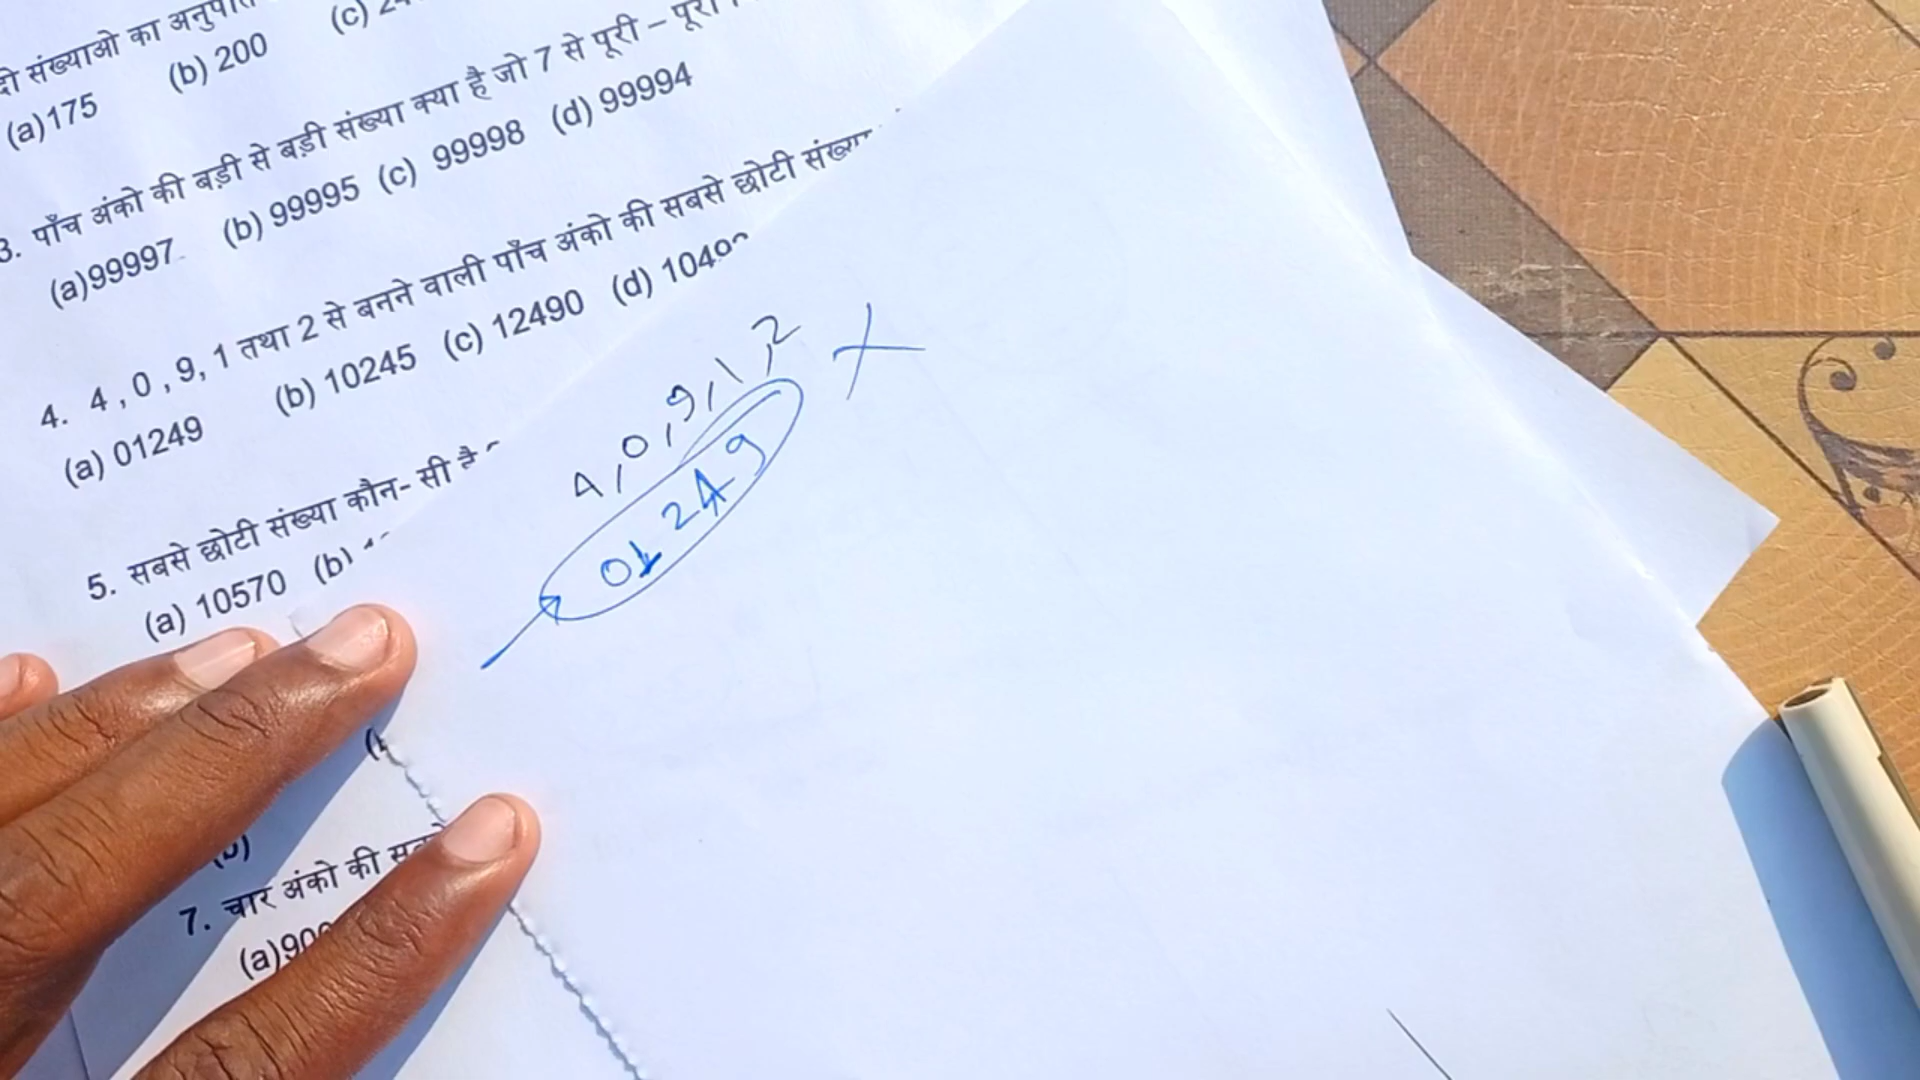 दो संख्याओ का अनुपात
(a)175 (b) 200 (c)
3. पाँच अंको की बड़ी से बड़ी संख्या क्या है जो 7 से पूरी – पूरी
(a)99997 (b) 99995 (c) 99998 (d) 99994
4. 4 , 0 , 9, 1 तथा 2 से बनने वाली पाँच अंको की सबसे छोटी संख्या
(a) 01249 (b) 10245 (c) 12490 (d)
5. सबसे छोटी संख्या कौन- सी है
(a) 10570 (b)
(b)
7. चार अंको की
(a)
4,0,9,1,2
01249